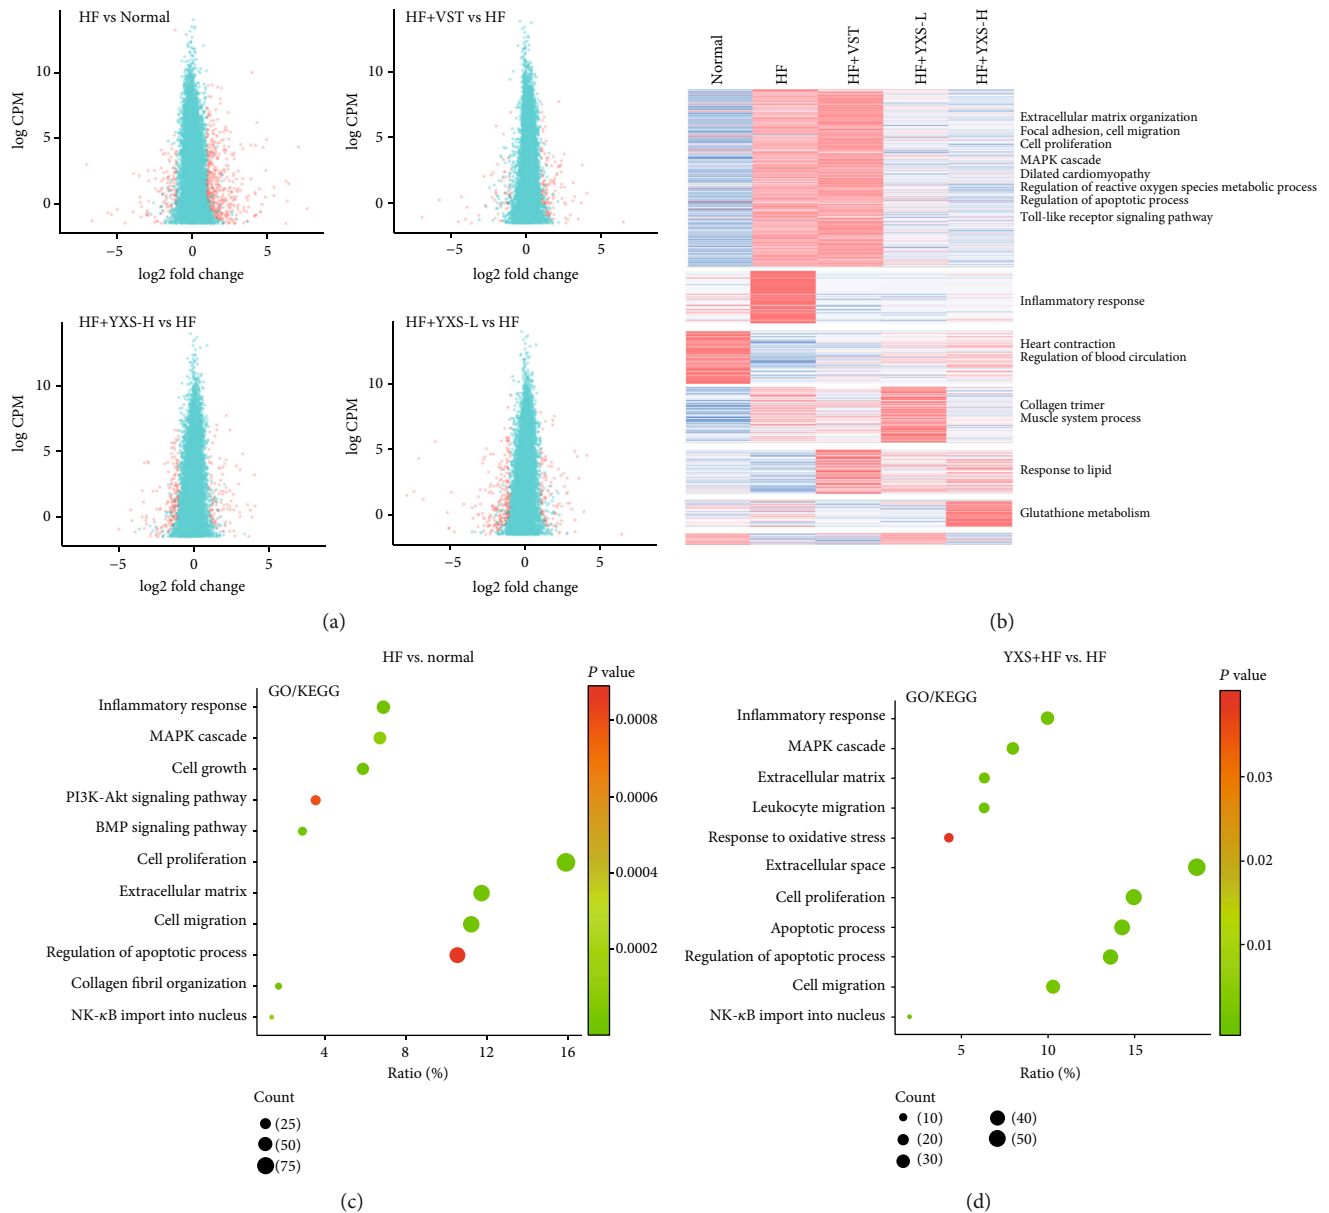 HF vs Normal
10
5
0
log CPM
−5
0
5
log2 fold change
HF+VST vs HF
10
5
0
log CPM
−5
0
5
log2 fold change
HF+YXS-H vs HF
10
5
0
log CPM
−5
0
5
log2 fold change
HF+YXS-L vs HF
10
5
0
log CPM
−5
0
5
log2 fold change
(a)
Normal
HF
HF+VST
HF+YXS-L
HF+YXS-H
Extracellular matrix organization
Focal adhesion, cell migration
Cell proliferation
MAPK cascade
Dilated cardiomyopathy
Regulation of reactive oxygen species metabolic process
Regulation of apoptotic process
Toll-like receptor signaling pathway
Inflammatory response
Heart contraction
Regulation of blood circulation
Collagen trimer
Muscle system process
Response to lipid
Glutathione metabolism
(b)
HF vs. normal
GO/KEGG
Inflammatory response
MAPK cascade
Cell growth
PI3K-Akt signaling pathway
BMP signaling pathway
Cell proliferation
Extracellular matrix
Cell migration
Regulation of apoptotic process
Collagen fibril organization
NK-κB import into nucleus
4
8
12
16
Ratio (%)
P value
0.0008
0.0006
0.0004
0.0002
Count
(25)
(50)
(75)
(c)
YXS+HF vs. HF
GO/KEGG
Inflammatory response
MAPK cascade
Extracellular matrix
Leukocyte migration
Response to oxidative stress
Extracellular space
Cell proliferation
Apoptotic process
Regulation of apoptotic process
Cell migration
NK-κB import into nucleus
5
10
15
Ratio (%)
P value
0.03
0.02
0.01
Count
(10)
(20)
(30)
(40)
(50)
(d)